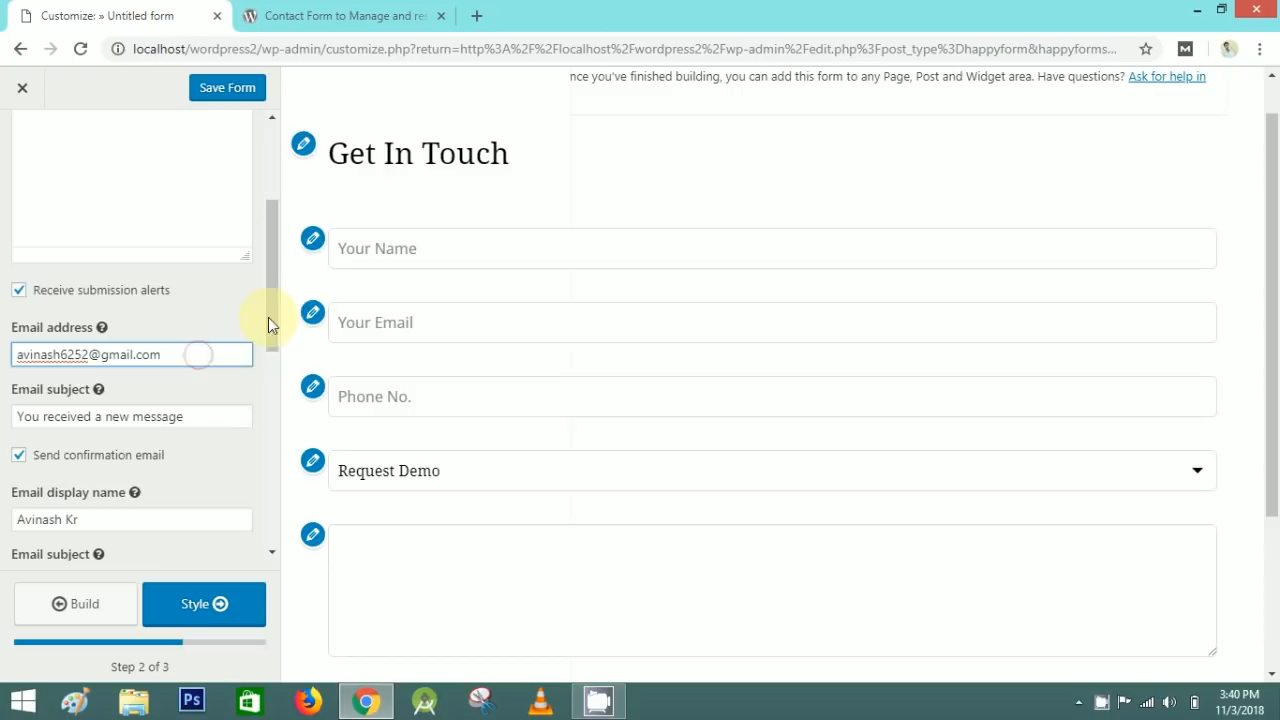 Customize: » Untitled form
Contact Form to Manage and res
localhost/wordpress2/wp-admin/customize.php?return=http%3A%2F%2Flocalhost%2Fwordpress2%2Fwp-admin%2Fedit.php%3Fpost_type%3Dhappyform&happyforms...
M
Save Form
nce you've finished building, you can add this form to any Page, Post and Widget area. Have questions? Ask for help in
Get In Touch
Your Name
Receive submission alerts
Email address
Your Email
avinash6252@gmail.com
Email subject
Phone No.
You received a new message
Send confirmation email
Request Demo
Email display name
Avinash Kr
Email subject
Build
Style
Step 2 of 3
Ps
3:40 PM
11/3/2018